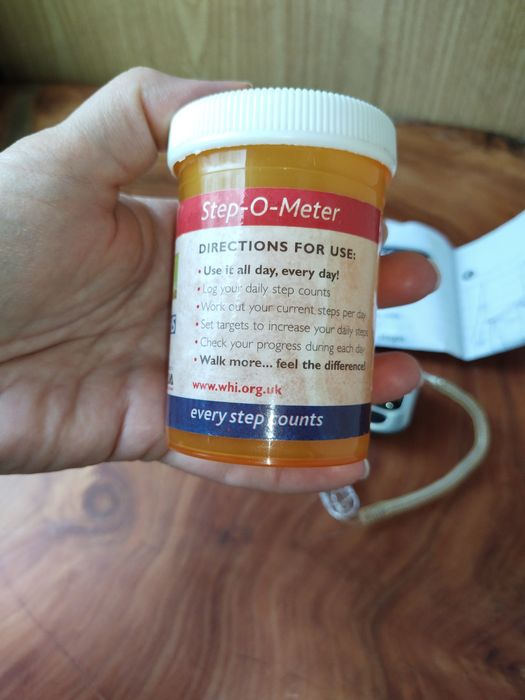 Step-O-Meter
DIRECTIONS FOR USE:
• Use it all day, every day!
• Log your daily step counts
• Work out your current steps per day
• Set targets to increase your daily steps
• Check your progress during each day
• Walk more... feel the difference!
www.whi.org.uk
every step counts